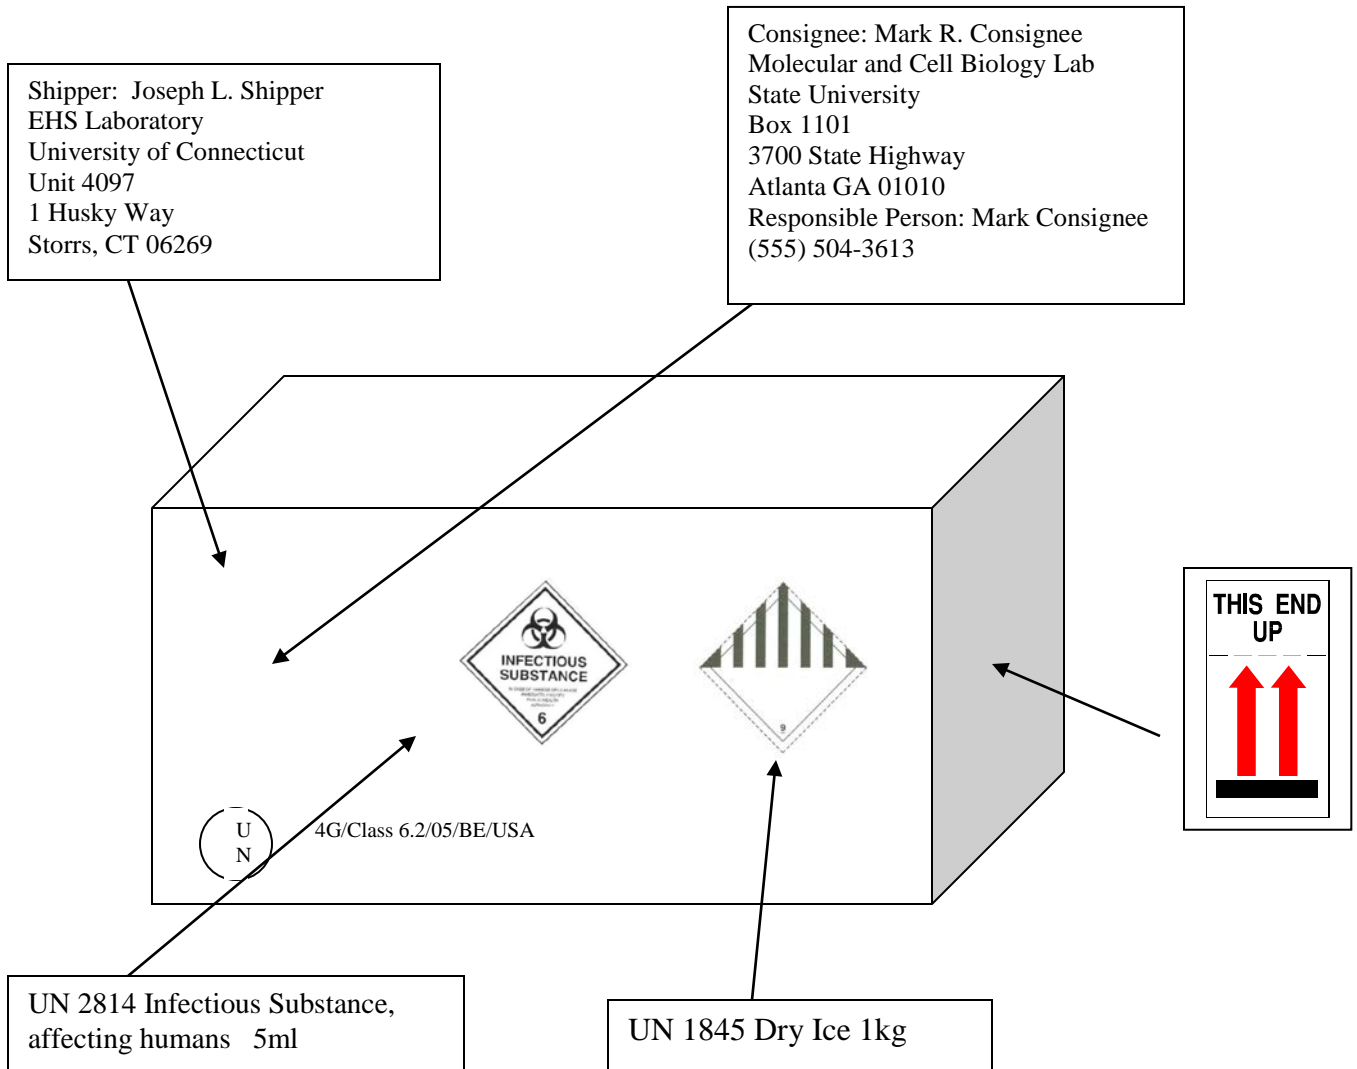 Shipper: Joseph L. Shipper
EHS Laboratory
University of Connecticut
Unit 4097
1 Husky Way
Storrs, CT 06269
Consignee: Mark R. Consignee
Molecular and Cell Biology Lab
State University
Box 1101
3700 State Highway
Atlanta GA 01010
Responsible Person: Mark Consignee
(555) 504-3613
INFECTIOUS
SUBSTANCE
6
9
THIS END
UP
U
N
4G/Class 6.2/05/BE/USA
UN 2814 Infectious Substance,
affecting humans 5ml
UN 1845 Dry Ice 1kg